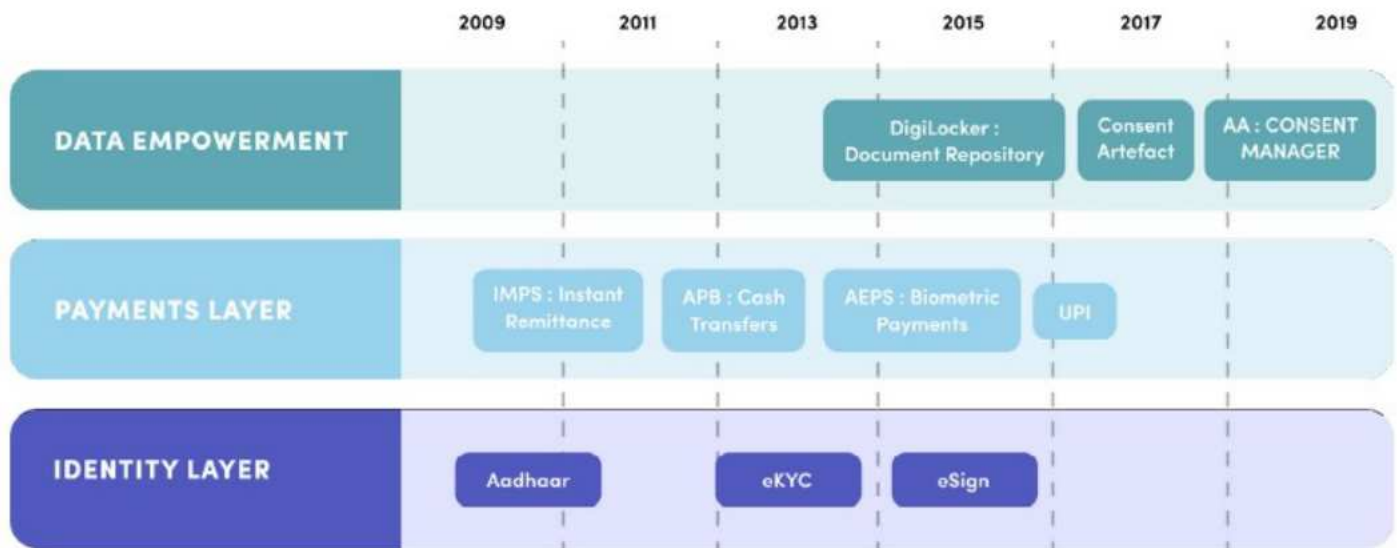 2009 2011 2013 2015 2017 2019
DATA EMPOWERMENT
DigiLocker :
Document Repository
Consent
Artefact
AA : CONSENT
MANAGER
PAYMENTS LAYER
IMPS : Instant
Remittance
APB : Cash
Transfers
AEPS : Biometric
Payments
UPI
IDENTITY LAYER
Aadhaar
eKYC
eSign